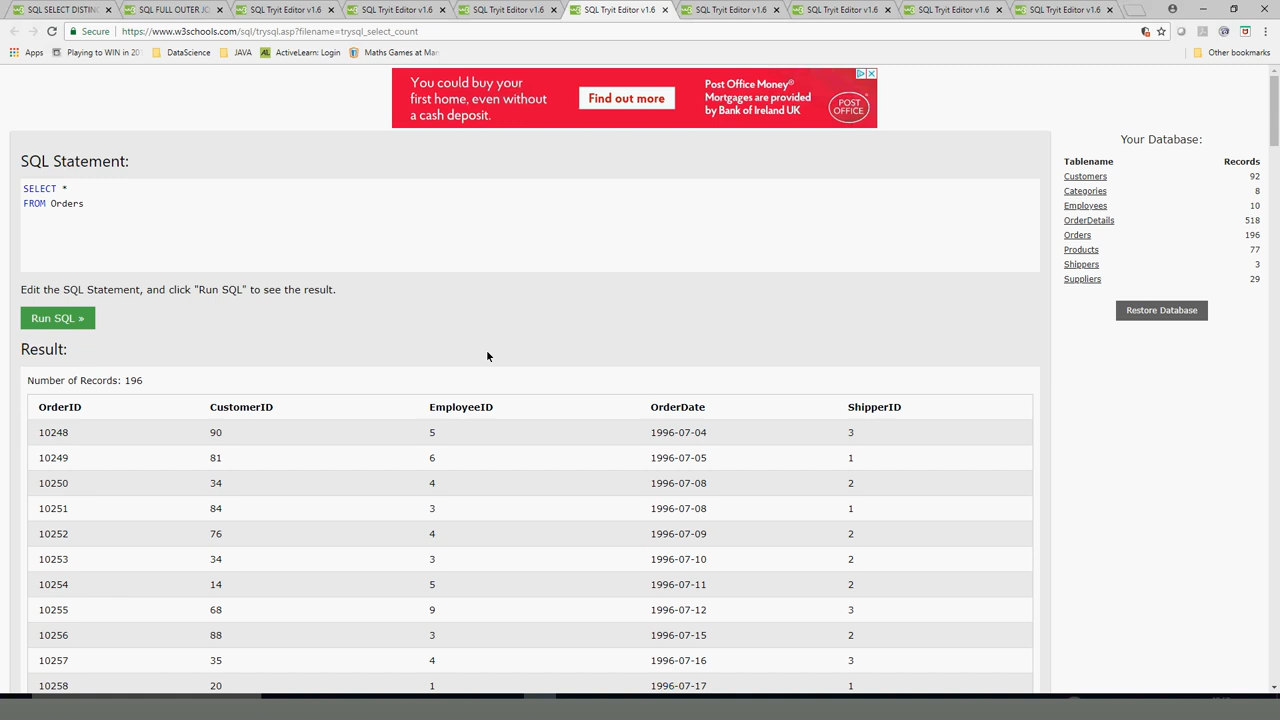 SQL SELECT DISTINC
SQL FULL OUTER JO
SQL Tryit Editor v1.6
SQL Tryit Editor v1.6
SQL Tryit Editor v1.6
SQL Tryit Editor v1.6
SQL Tryit Editor v1.6
SQL Tryit Editor v1.6
SQL Tryit Editor v1.6
SQL Tryit Editor v1.6
Secure
https://www.w3schools.com/sql/trysql.asp?filename=trysql_select_count
Apps
Playing to WIN in 20
DataScience
JAVA
ActiveLearn: Login
Maths Games at Mar
Other bookmarks
You could buy your
first home, even without
a cash deposit.
Find out more
Post Office Money®
Mortgages are provided
by Bank of Ireland UK
POST
OFFICE
SQL Statement:
SELECT *
FROM Orders
Edit the SQL Statement, and click "Run SQL" to see the result.
Run SQL »
Result:
Number of Records: 196
OrderID CustomerID EmployeeID OrderDate ShipperID
10248 90 5 1996-07-04 3
10249 81 6 1996-07-05 1
10250 34 4 1996-07-08 2
10251 84 3 1996-07-08 1
10252 76 4 1996-07-09 2
10253 34 3 1996-07-10 2
10254 14 5 1996-07-11 2
10255 68 9 1996-07-12 3
10256 88 3 1996-07-15 2
10257 35 4 1996-07-16 3
10258 20 1 1996-07-17 1
Your Database:
Tablename Records
Customers 92
Categories 8
Employees 10
OrderDetails 518
Orders 196
Products 77
Shippers 3
Suppliers 29
Restore Database